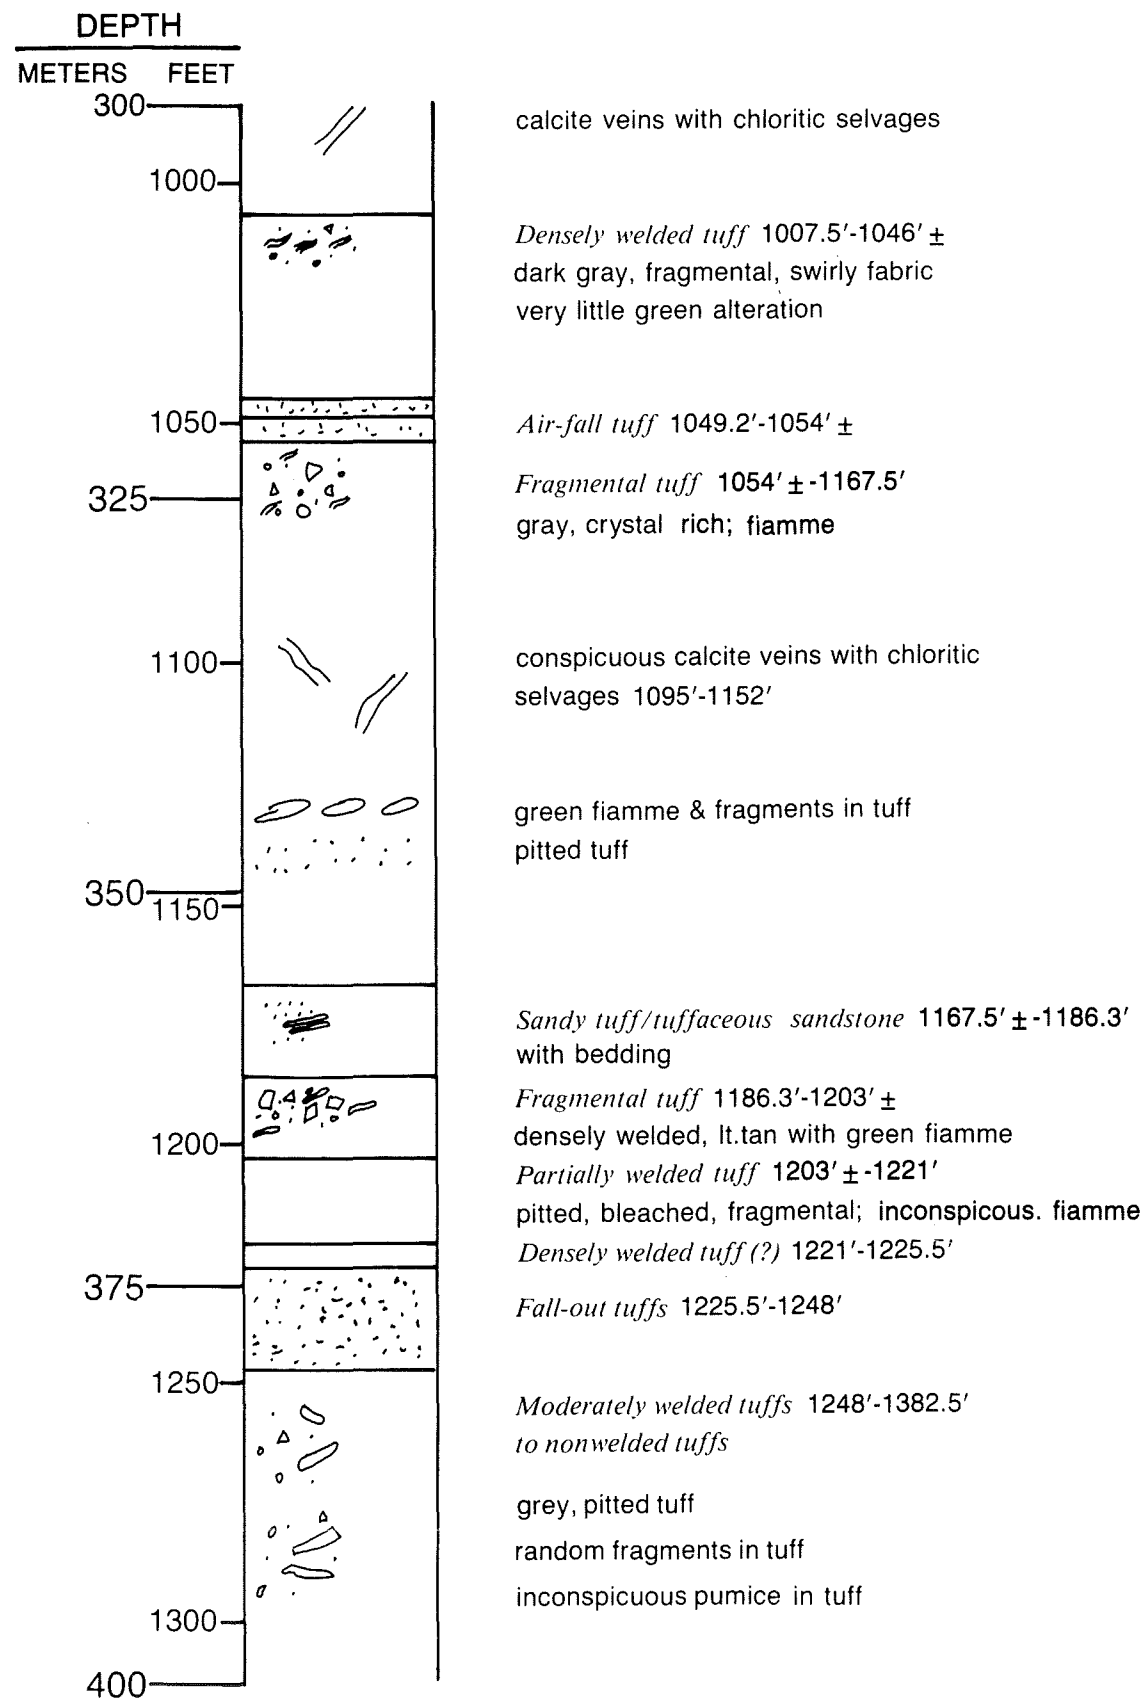 DEPTH
METERS FEET
300
calcite veins with chloritic selvages
1000
Densely welded tuff 1007.5'-1046' ±
dark gray, fragmental, swirly fabric
very little green alteration
1050
Air-fall tuff 1049.2'-1054' ±
Fragmental tuff 1054' ± -1167.5'
325
gray, crystal rich; fiamme
1100
conspicuous calcite veins with chloritic
selvages 1095'-1152'
green fiamme & fragments in tuff
pitted tuff
350
1150
Sandy tuff/tuffaceous sandstone 1167.5' ± -1186.3'
with bedding
Fragmental tuff 1186.3'-1203' ±
densely welded, lt.tan with green fiamme
1200
Partially welded tuff 1203' ± -1221'
pitted, bleached, fragmental; inconspicous. fiamme
Densely welded tuff (?) 1221'-1225.5'
375
Fall-out tuffs 1225.5'-1248'
1250
Moderately welded tuffs 1248'-1382.5'
to nonwelded tuffs
grey, pitted tuff
random fragments in tuff
inconspicuous pumice in tuff
1300
400